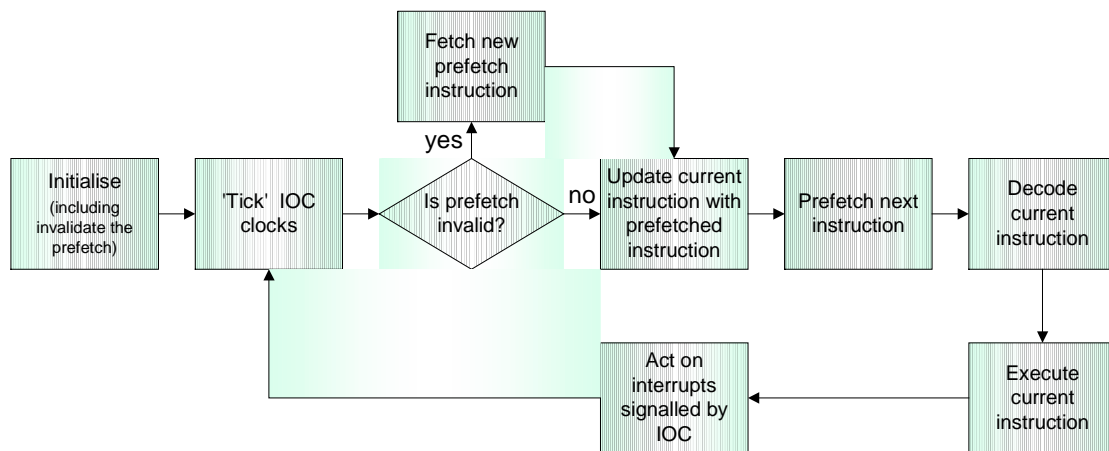 Fetch new
prefetch
instruction
yes
Initialise
(including
invalidate the
prefetch)
'Tick' IOC
clocks
Is prefetch
invalid?
no
Update current
instruction with
prefetched
instruction
Prefetch next
instruction
Decode
current
instruction
Act on
interrupts
signalled by
IOC
Execute
current
instruction